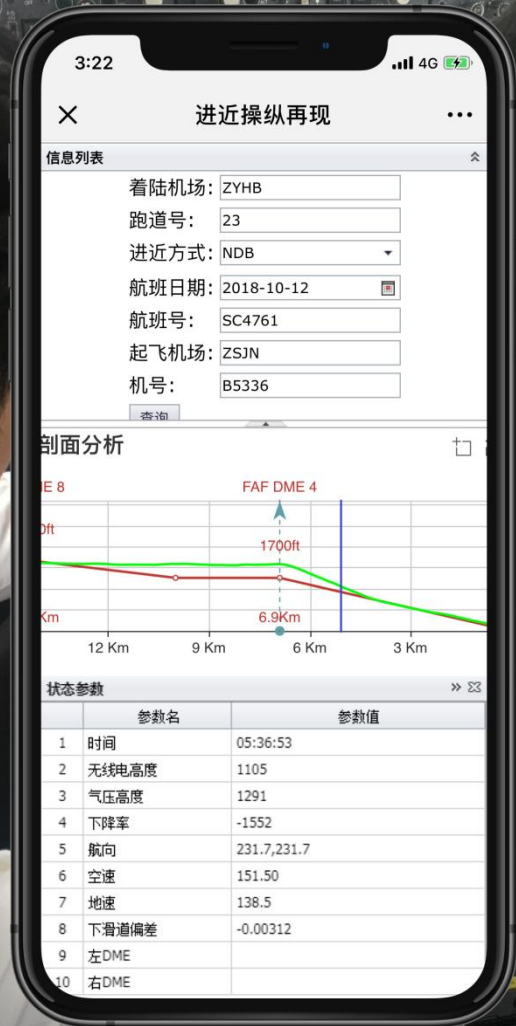 3:22
4G
进近操纵再现
信息列表
着陆机场: ZYHB
跑道号: 23
进近方式: NDB
航班日期: 2018-10-12
航班号: SC4761
起飞机场: ZSJN
机号: B5336
查询
剖面分析
E 8 FAF DME 4
0ft 1700ft
Km 6.9Km
12 Km 9 Km 6 Km 3 Km
状态参数
参数名 参数值
1 时间 05:36:53
2 无线电高度 1105
3 气压高度 1291
4 下降率 -1552
5 航向 231.7,231.7
6 空速 151.50
7 地速 138.5
8 下滑道偏差 -0.00312
9 左DME
10 右DME